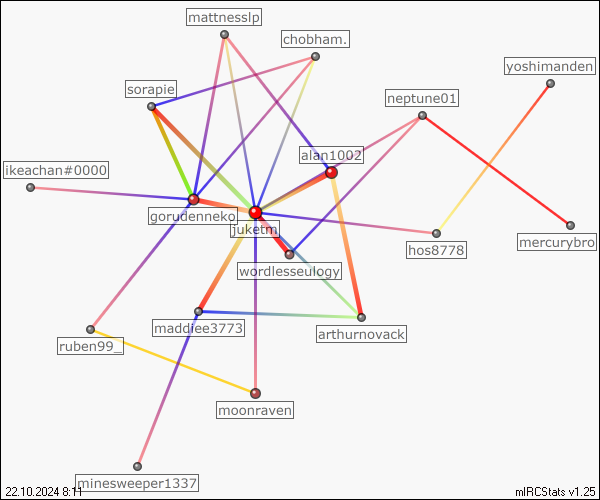 mattnesslp
chobham.
yoshimanden
sorapie
neptune01
alan1002
ikeachan#0000
gorudenneko
juketm
mercurybro
hos8778
wordlesseulogy
maddiee3773
arthurnovack
ruben99_
moonraven
minesweeper1337
22.10.2024 8:11
mIRCStats v1.25